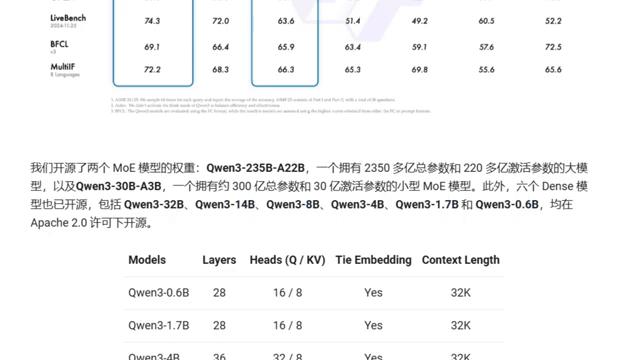 LiveBench 74.3 72.0 63.6 51.4 49.2 60.5 52.2
2024-11-25
BFCL 69.1 66.4 65.9 63.4 59.1 57.6 72.5
v3
MultiIF 72.2 68.3 66.3 65.3 69.8 55.6 65.6
8 Languages
我们开源了两个 MoE 模型的权重：Qwen3-235B-A22B，一个拥有 2350 多亿总参数和 220 多亿激活参数的大模
型，以及Qwen3-30B-A3B，一个拥有约 300 亿总参数和 30 亿激活参数的小型 MoE 模型。此外，六个 Dense 模
型也已开源，包括 Qwen3-32B、Qwen3-14B、Qwen3-8B、Qwen3-4B、Qwen3-1.7B 和 Qwen3-0.6B，均在
Apache 2.0 许可下开源。
Models Layers Heads (Q / KV) Tie Embedding Context Length
Qwen3-0.6B 28 16 / 8 Yes 32K
Qwen3-1.7B 28 16 / 8 Yes 32K
Qwen3-4B 36 32 / 8 Yes 32K